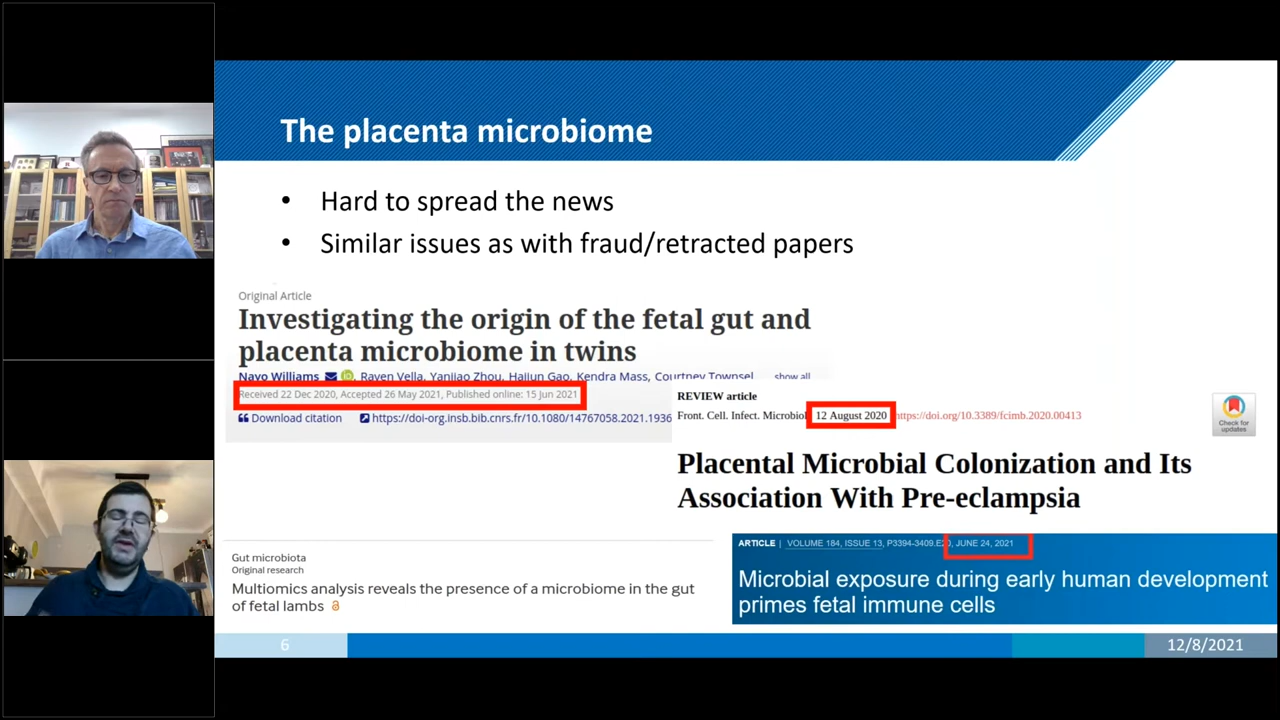 The placenta microbiome
• Hard to spread the news
• Similar issues as with fraud/retracted papers
Original Article
Investigating the origin of the fetal gut and
placenta microbiome in twins
Navo Williams Raven Vella, Yanjiao Zhou, Haijun Gao, Kendra Mass, Courtney Townsel show all
Received 22 Dec 2020, Accepted 26 May 2021, Published online: 15 Jun 2021
Download citation https://doi-org.insb.bib.cnrs.fr/10.1080/14767058.2021.1936
REVIEW article
Front. Cell. Infect. Microbiol 12 August 2020 https://doi.org/10.3389/fcimb.2020.00413
Check for
updates
Placental Microbial Colonization and Its
Association With Pre-eclampsia
Gut microbiota
Original research
Multiomics analysis reveals the presence of a microbiome in the gut
of fetal lambs
ARTICLE | VOLUME 184, ISSUE 13, P3394-3409.E20, JUNE 24, 2021
Microbial exposure during early human development
primes fetal immune cells
6
12/8/2021